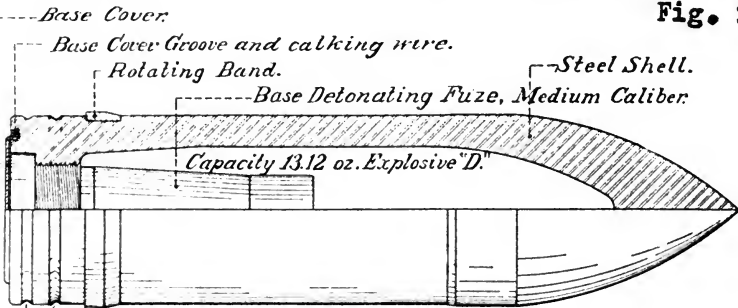 Base Cover.
Fig.
Base Cover Groove and calking wire.
Rotating Band.
Steel Shell.
Base Detonating Fuze, Medium Caliber.
Capacity 13.12 oz. Explosive "D."